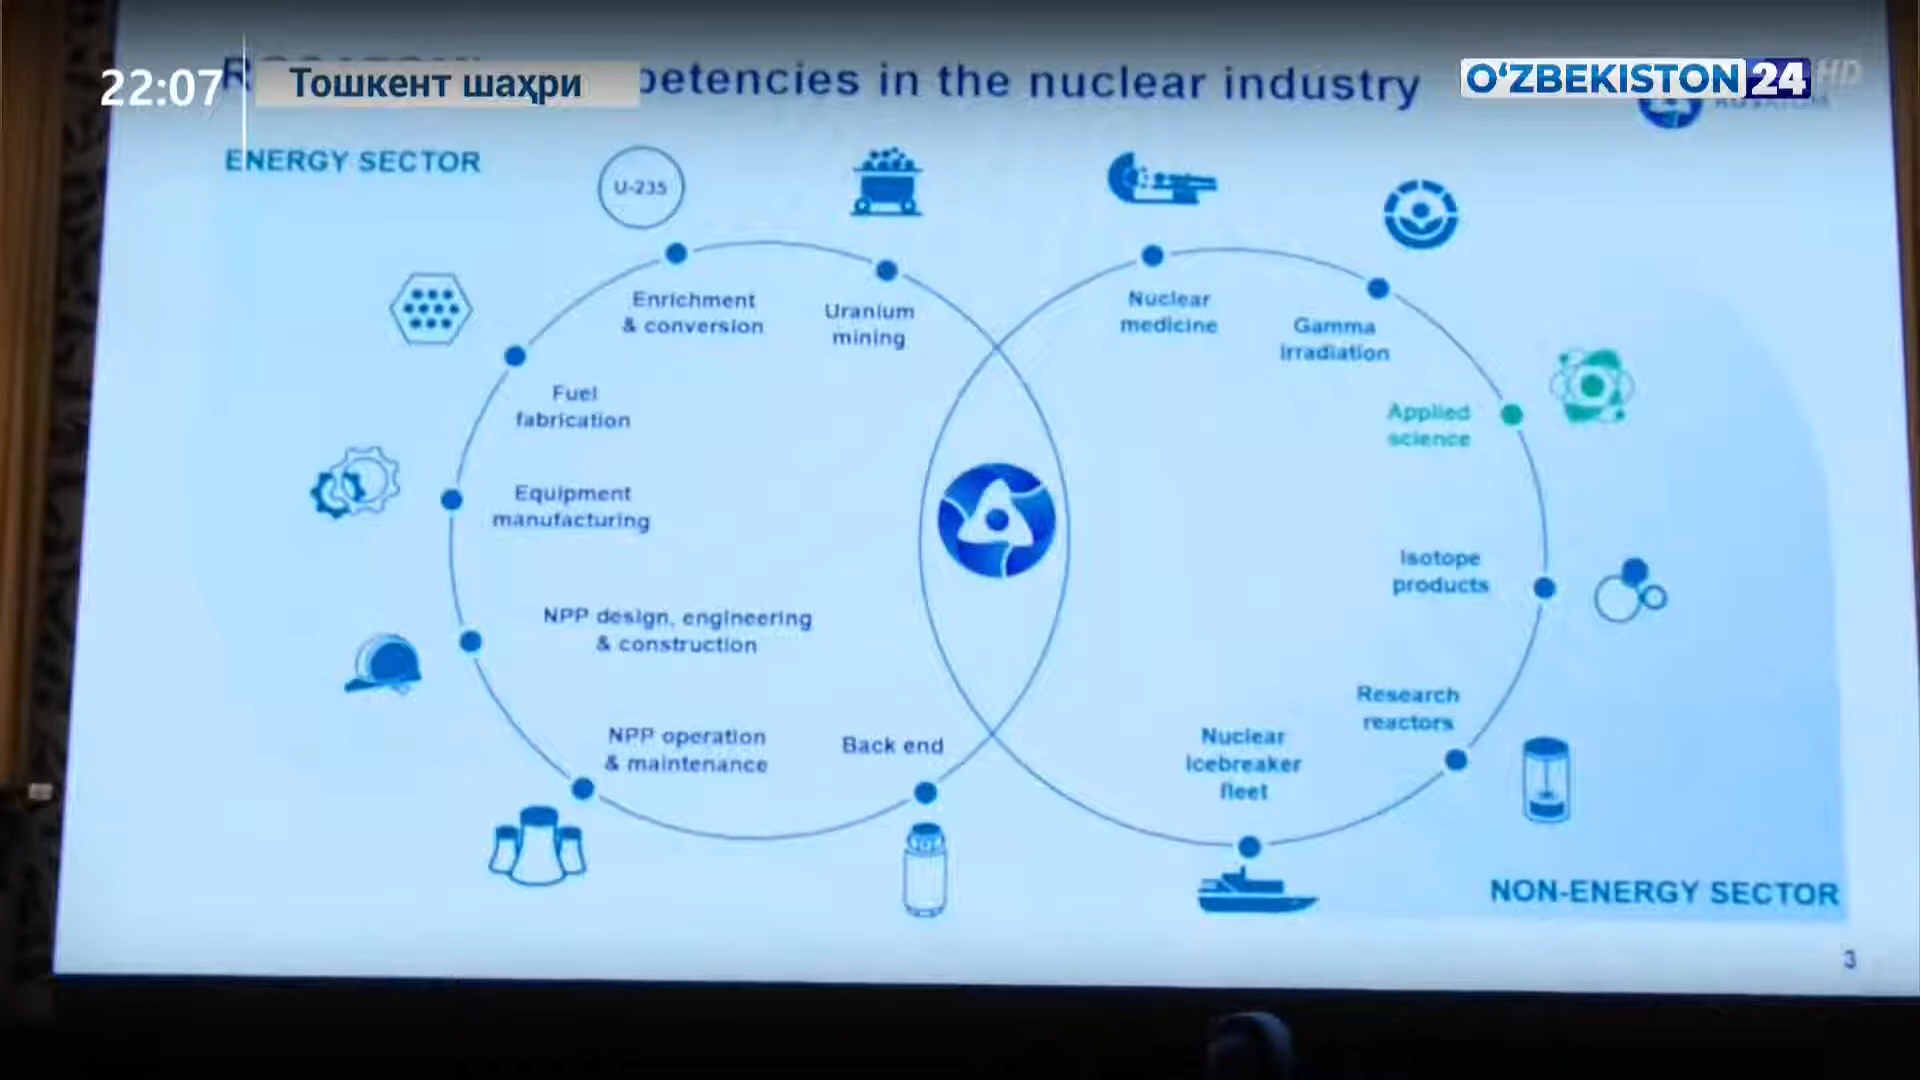 22:07
Тошкент шаҳри
petencies in the nuclear industry
O'ZBEKISTON 24
HD
ENERGY SECTOR
U-235
Enrichment
& conversion
Uranium
mining
Nuclear
medicine
Gamma
irradiation
Fuel
fabrication
Applied
science
Equipment
manufacturing
Isotope
products
NPP design, engineering
& construction
Research
reactors
NPP operation
& maintenance
Back end
Nuclear
icebreaker
fleet
NON-ENERGY SECTOR
3